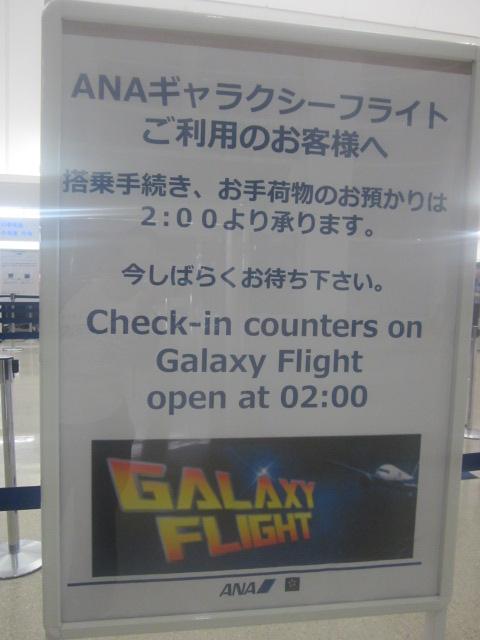 ANAギャラクシーフライト
ご利用のお客様へ
搭乗手続き、お手荷物のお預かりは
2:00より承ります。
今しばらくお待ち下さい。
Check-in counters on
Galaxy Flight
open at 02:00
GALAXY
FLIGHT
ANA